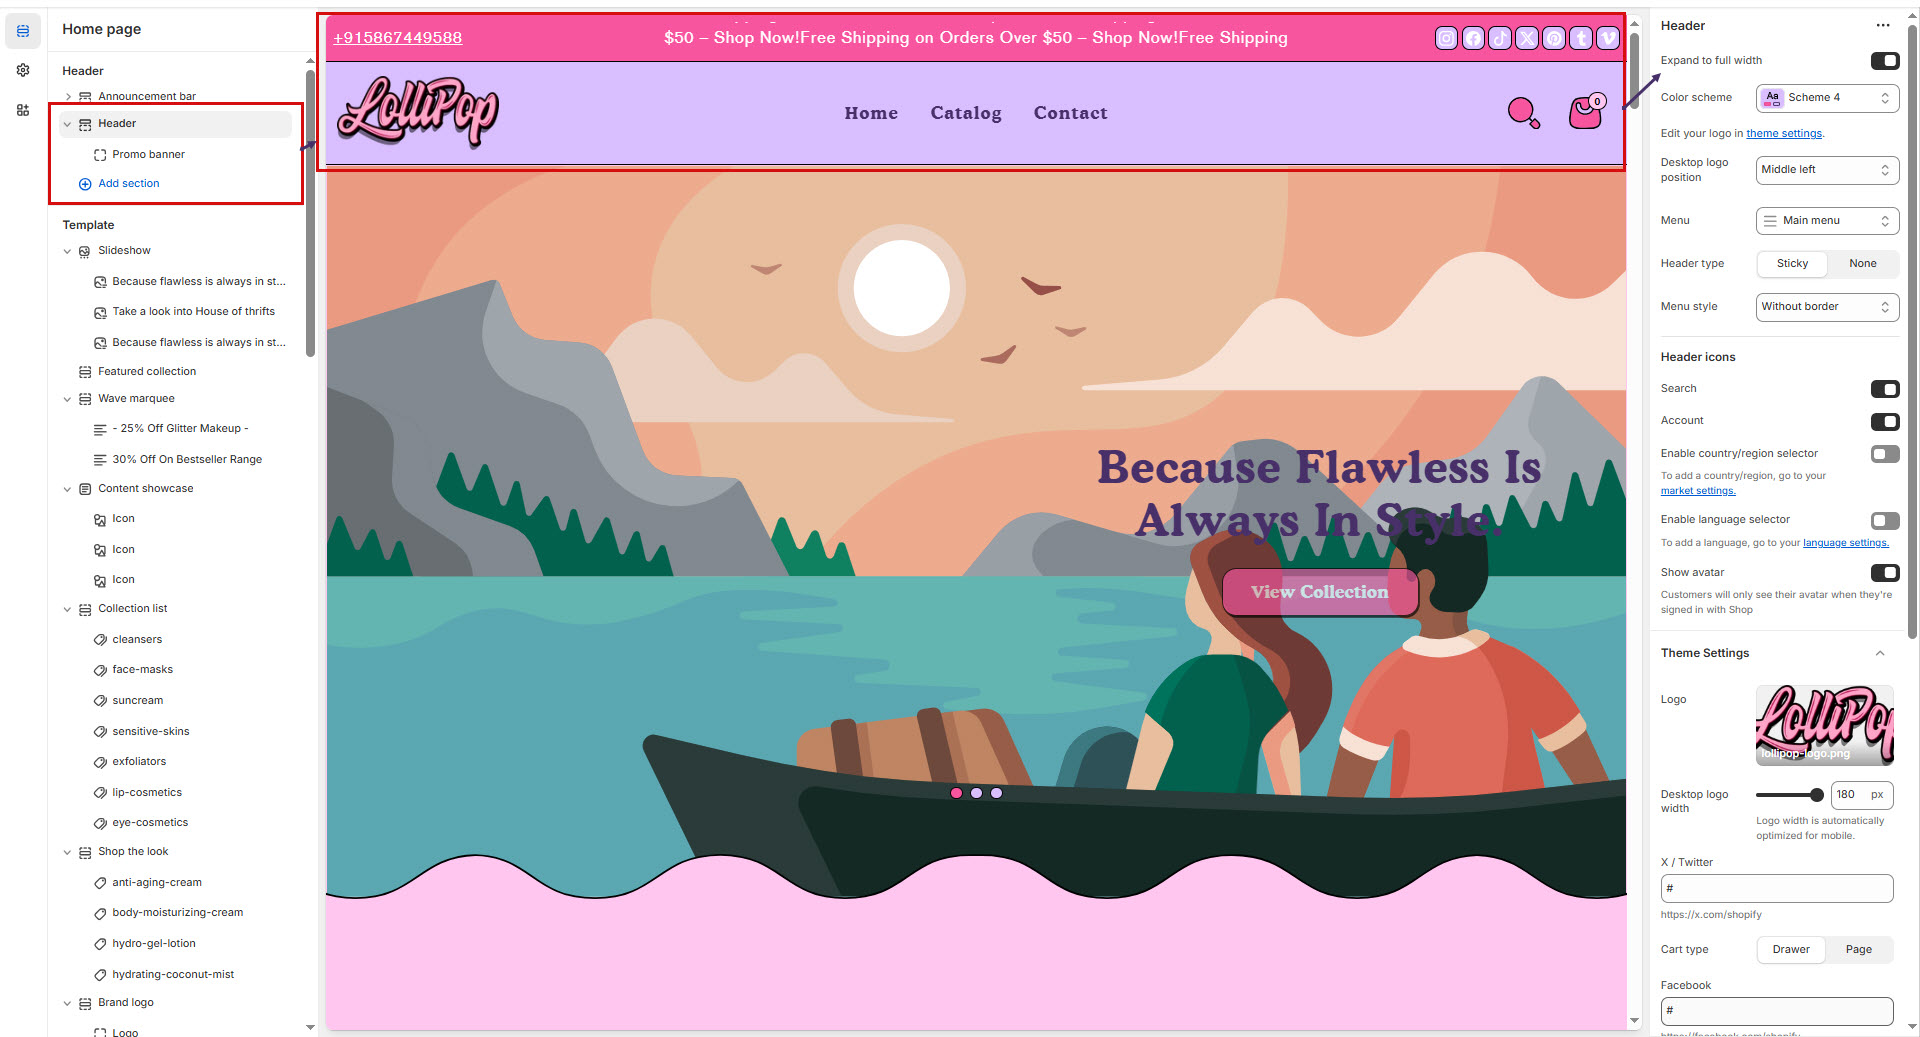 Home page
Header
Announcement bar
Header
Promo banner
Add section
Template
Slideshow
Because flawless is always in st...
Take a look into House of thrifts
Because flawless is always in st...
Featured collection
Wave marquee
- 25% Off Glitter Makeup -
30% Off On Bestseller Range
Content showcase
Icon
Icon
Icon
Collection list
cleansers
face-masks
suncream
sensitive-skins
exfoliators
lip-cosmetics
eye-cosmetics
Shop the look
anti-aging-cream
body-moisturizing-cream
hydro-gel-lotion
hydrating-coconut-mist
Brand logo
Logo
+915867449588
$50 – Shop Now!Free Shipping on Orders Over $50 – Shop Now!Free Shipping
LolliPop
Home Catalog Contact
0
Because Flawless Is
Always In Style.
View Collection
Header
Expand to full width
Color scheme
Aa
Scheme 4
Edit your logo in theme settings.
Desktop logo
position
Middle left
Menu
Main menu
Header type
Sticky
None
Menu style
Without border
Header icons
Search
Account
Enable country/region selector
To add a country/region, go to your
market settings.
Enable language selector
To add a language, go to your language settings.
Show avatar
Customers will only see their avatar when they're
signed in with Shop
Theme Settings
Logo
LolliPop
lollipop-logo.png
Desktop logo
width
180 px
Logo width is automatically
optimized for mobile.
X / Twitter
#
https://x.com/shopify
Cart type
Drawer
Page
Facebook
#